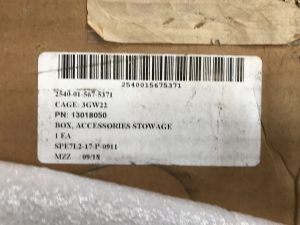 2540015675371
2540-01-567-5371
CAGE: 3GW22
PN: 13018050
BOX, ACCESSORIES STOWAGE
1 EA
SPE7L2-17-P-0911
MZZ 09/18